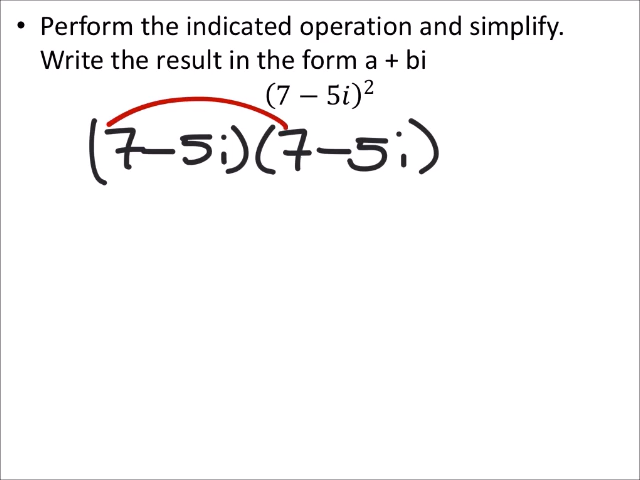 • Perform the indicated operation and simplify.
Write the result in the form a + bi
(7 − 5i)²
(7−5i)(7−5i)